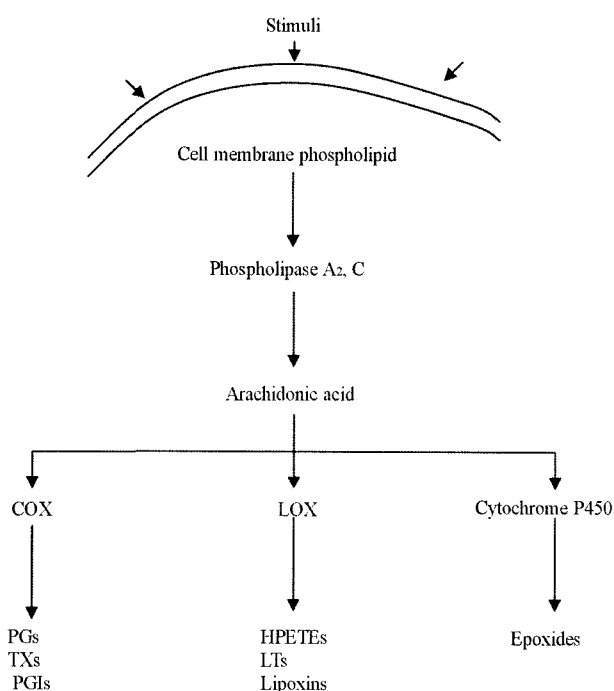 Stimuli
Cell membrane phospholipid
Phospholipase A₂, C
Arachidonic acid
COX
LOX
Cytochrome P450
PGs
TXs
PGIs
HPETEs
LTs
Lipoxins
Epoxides